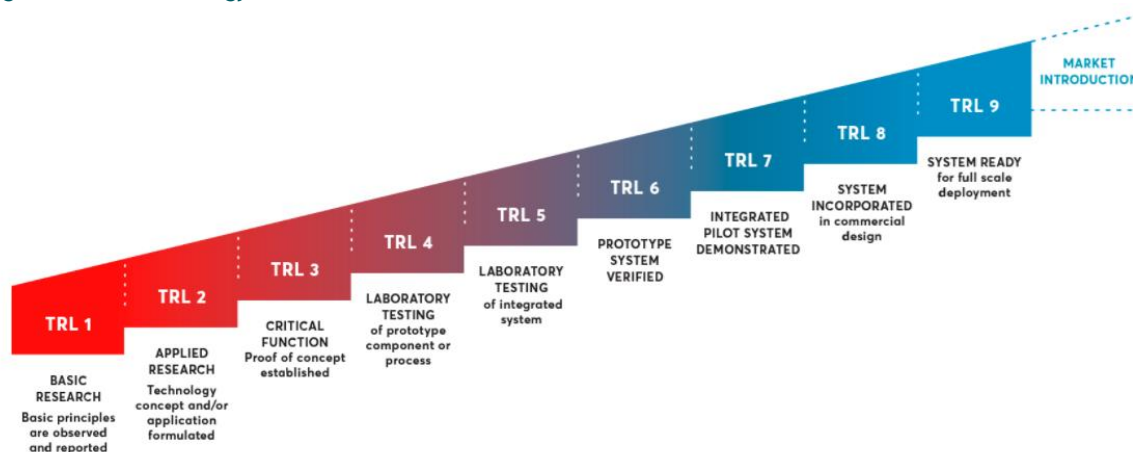 TRL 1
BASIC
RESEARCH
Basic principles
are observed
and reported
TRL 2
APPLIED
RESEARCH
Technology
concept and/or
application
formulated
TRL 3
CRITICAL
FUNCTION
Proof of concept
established
TRL 4
LABORATORY
TESTING
of prototype
component or
process
TRL 5
LABORATORY
TESTING
of integrated
system
TRL 6
PROTOTYPE
SYSTEM
VERIFIED
TRL 7
INTEGRATED
PILOT SYSTEM
DEMONSTRATED
TRL 8
SYSTEM
INCORPORATED
in commercial
design
TRL 9
SYSTEM READY
for full scale
deployment
MARKET
INTRODUCTION